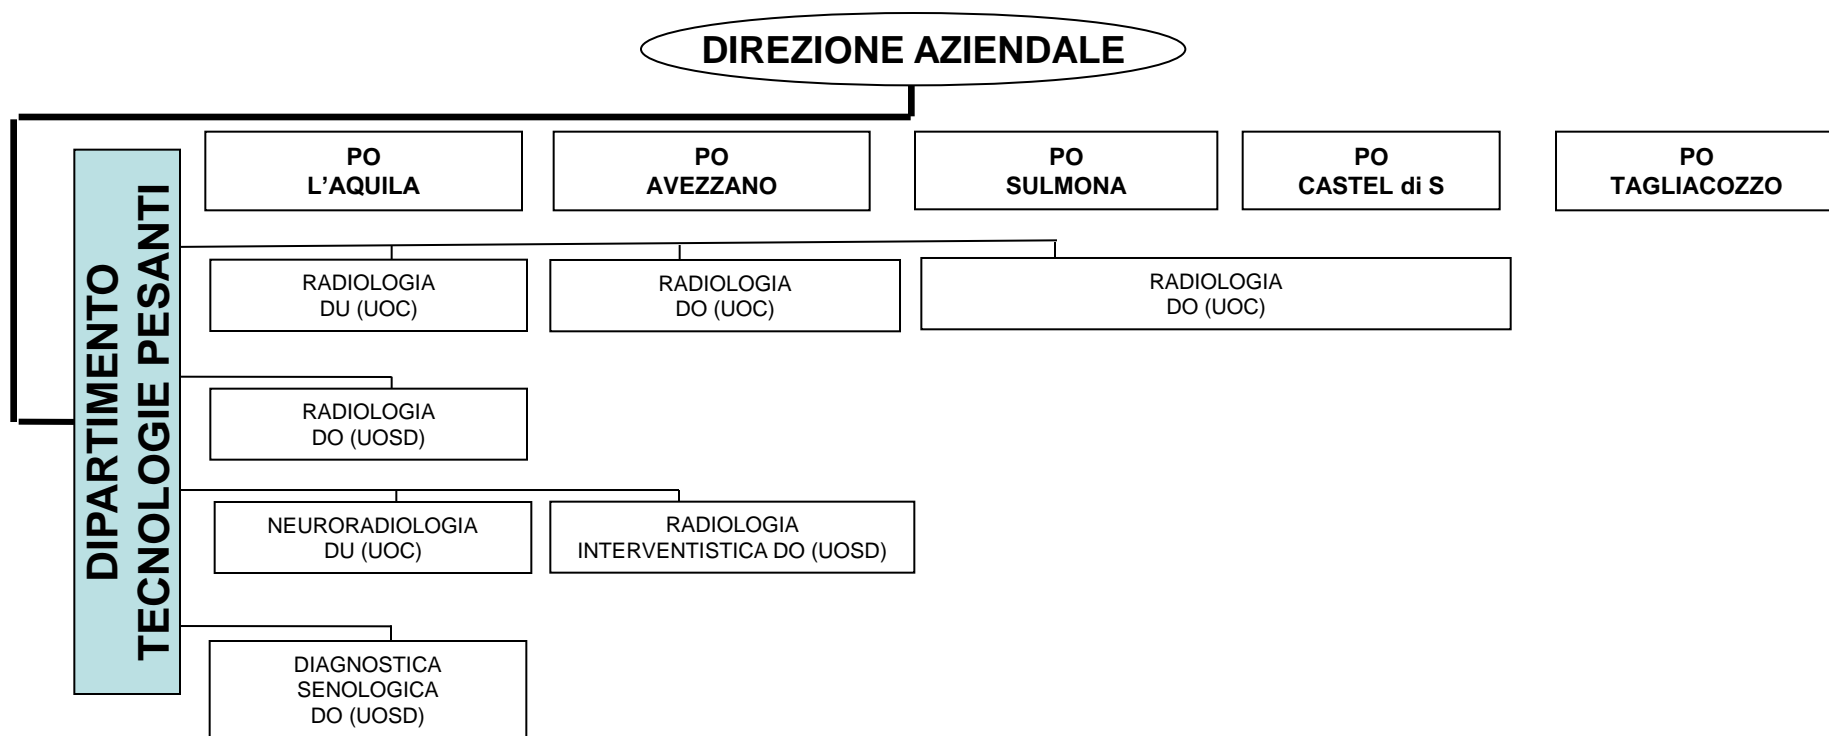 DIREZIONE AZIENDALE
DIPARTIMENTO
TECNOLOGIE PESANTI
PO
L’AQUILA
PO
AVEZZANO
PO
SULMONA
PO
CASTEL di S
PO
TAGLIACOZZO
RADIOLOGIA
DU (UOC)
RADIOLOGIA
DO (UOC)
RADIOLOGIA
DO (UOC)
RADIOLOGIA
DO (UOSD)
NEURORADIOLOGIA
DU (UOC)
RADIOLOGIA
INTERVENTISTICA DO (UOSD)
DIAGNOSTICA
SENOLOGICA
DO (UOSD)